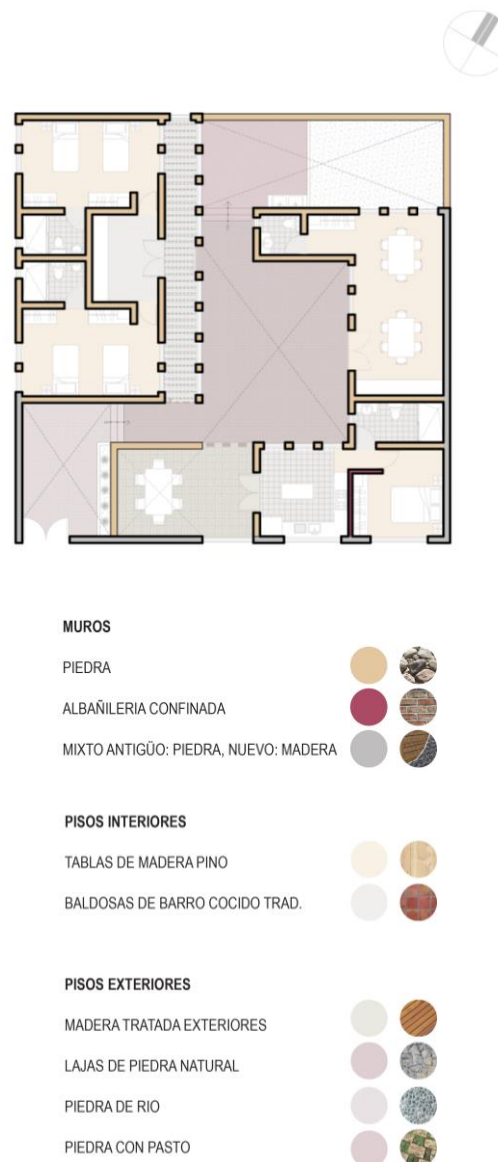 MUROS
PIEDRA
ALBAÑILERIA CONFINADA
MIXTO ANTIGÜO: PIEDRA, NUEVO: MADERA
PISOS INTERIORES
TABLAS DE MADERA PINO
BALDOSAS DE BARRO COCIDO TRAD.
PISOS EXTERIORES
MADERA TRATADA EXTERIORES
LAJAS DE PIEDRA NATURAL
PIEDRA DE RIO
PIEDRA CON PASTO